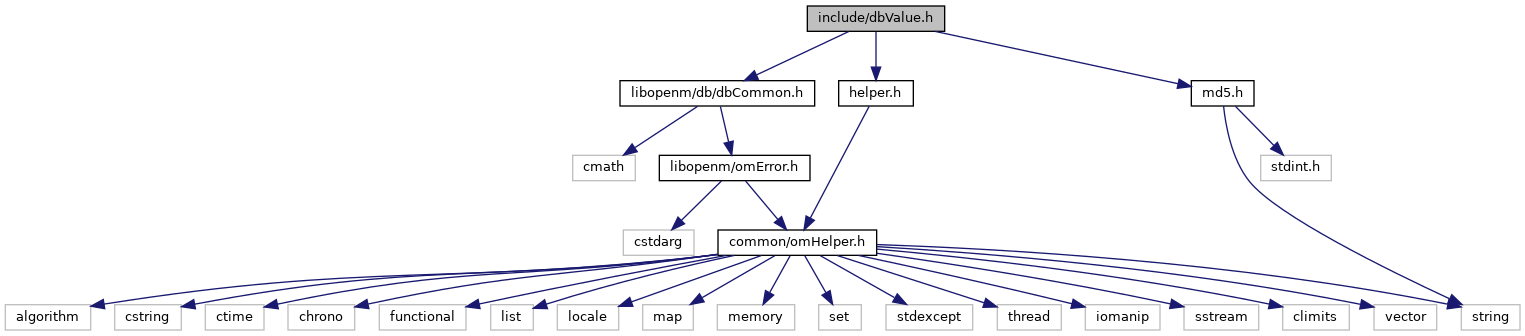 include/dbValue.h
libopenm/db/dbCommon.h
helper.h
md5.h
cmath
libopenm/omError.h
stdint.h
cstdarg
common/omHelper.h
algorithm
cstring
ctime
chrono
functional
list
locale
map
memory
set
stdexcept
thread
iomanip
sstream
climits
vector
string